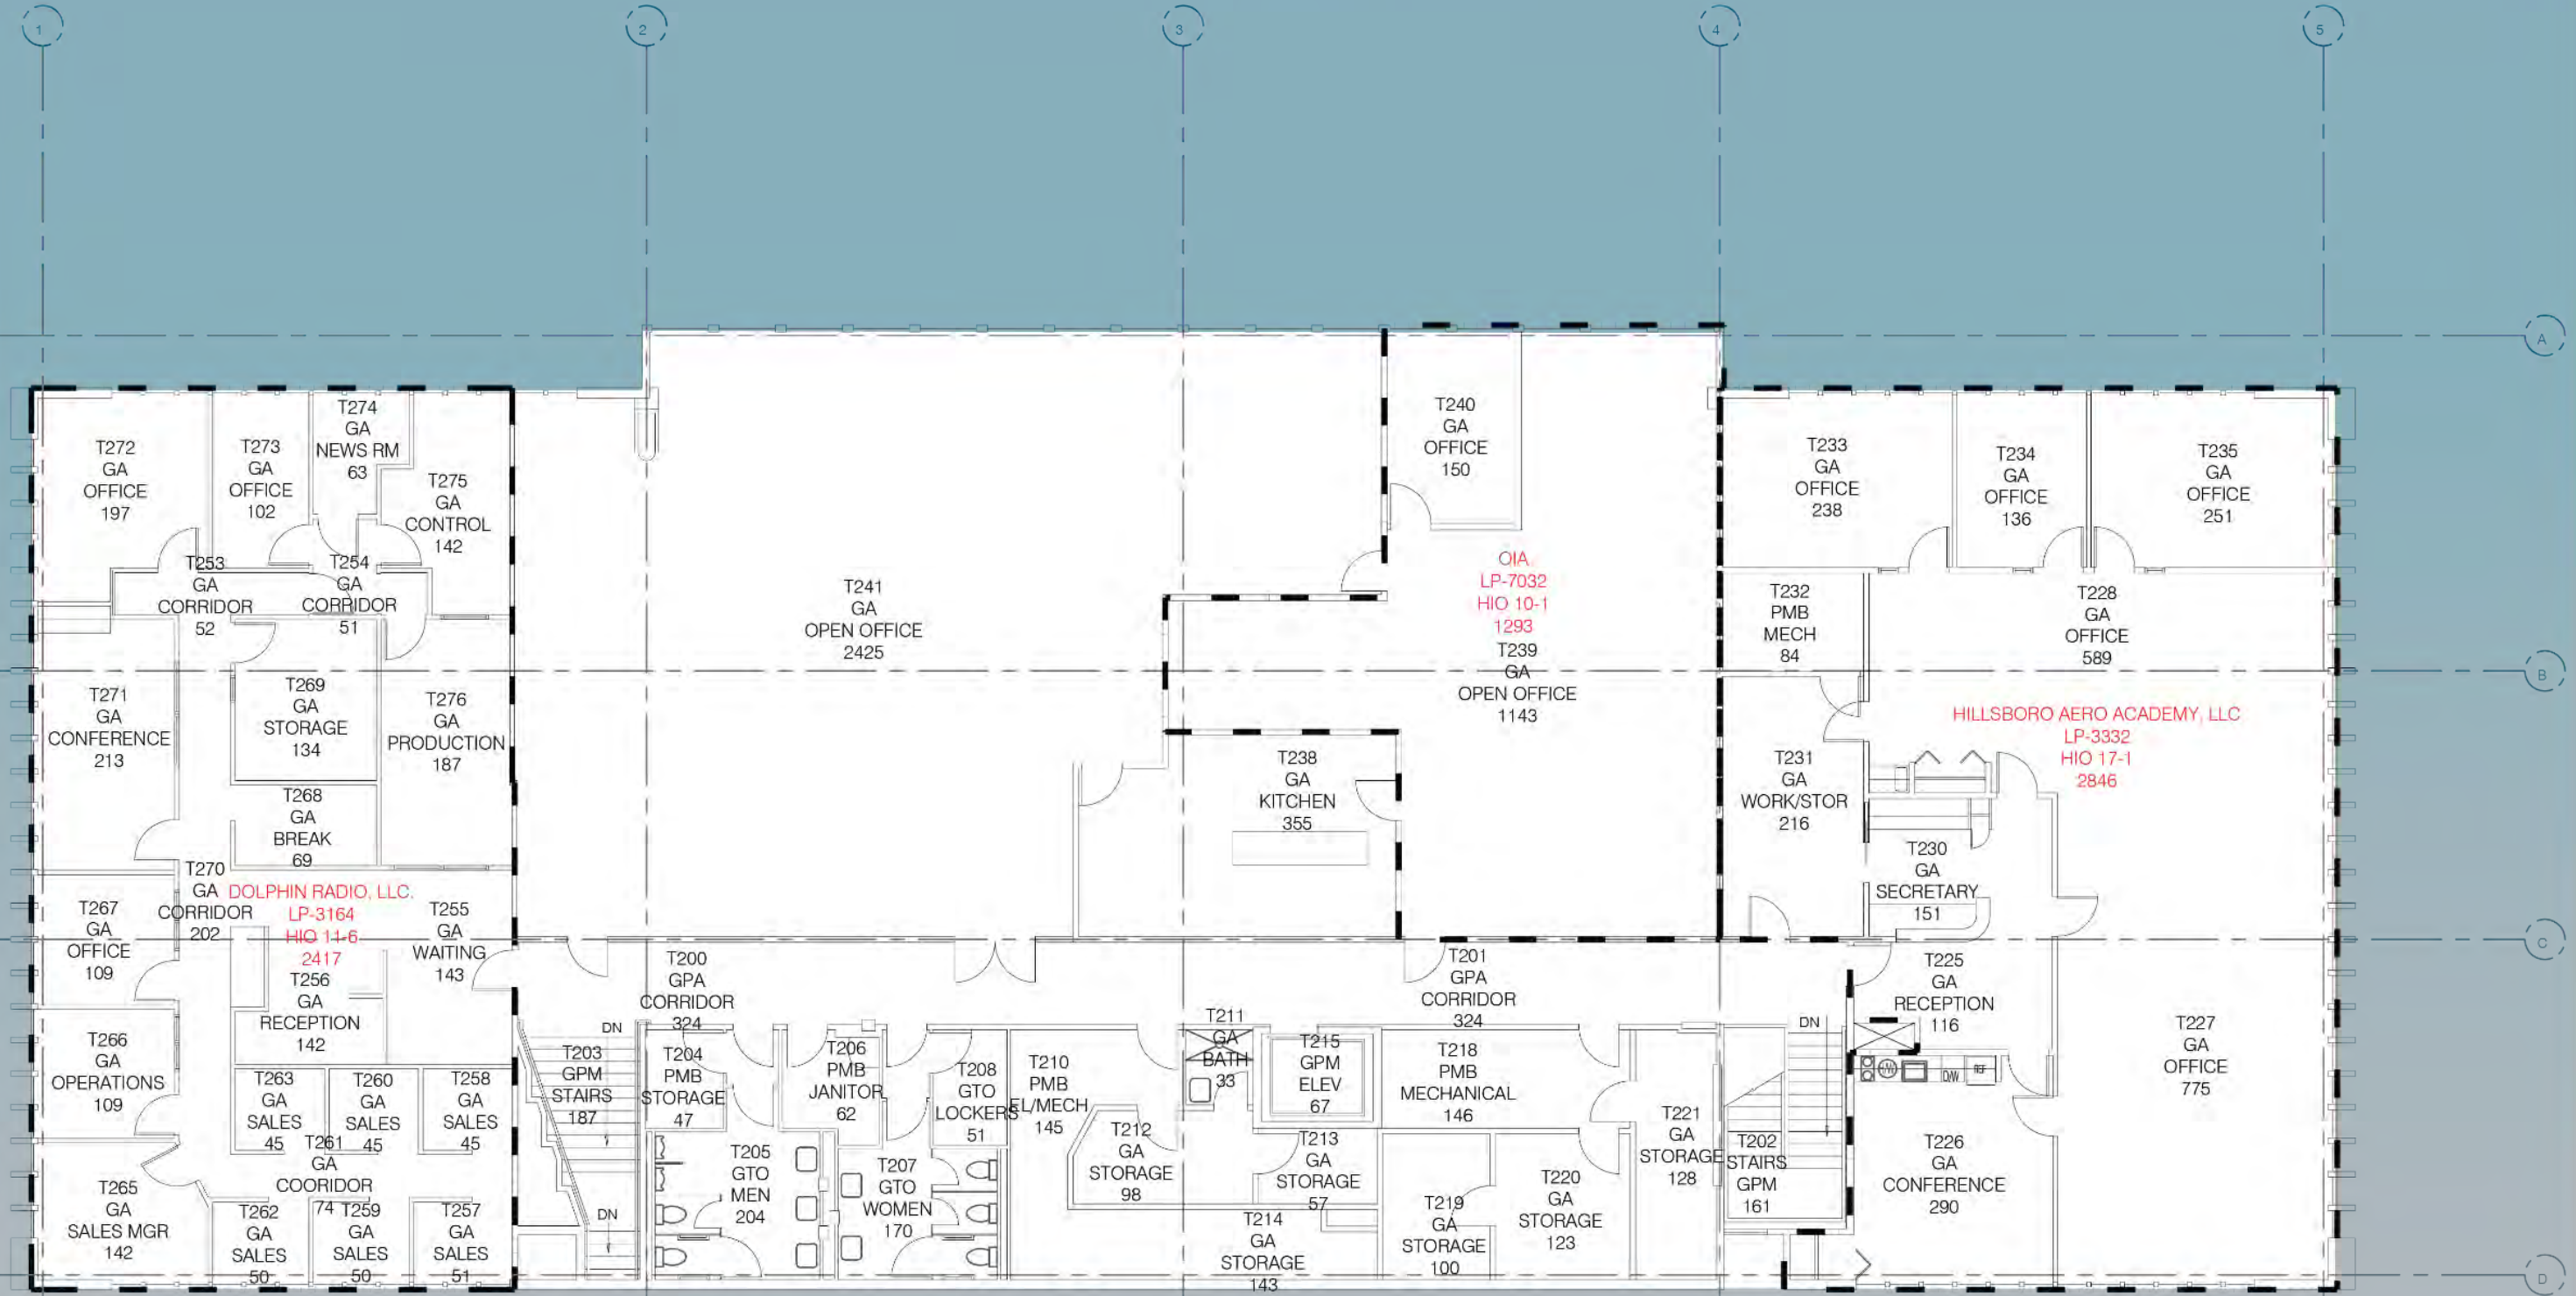 1
2
3
4
5
A
B
C
D
T272
GA
OFFICE
197
T273
GA
OFFICE
102
T274
GA
NEWS RM
63
T275
GA
CONTROL
142
T253
GA
CORRIDOR
52
T254
GA
CORRIDOR
51
T271
GA
CONFERENCE
213
T269
GA
STORAGE
134
T276
GA
PRODUCTION
187
T268
GA
BREAK
69
T270
GA
CORRIDOR
202
DOLPHIN RADIO, LLC.
LP-3164
HIO 11-6
2417
T267
GA
OFFICE
109
T256
GA
RECEPTION
142
T255
GA
WAITING
143
T266
GA
OPERATIONS
109
T263
GA
SALES
45
T260
GA
SALES
45
T258
GA
SALES
45
T261
GA
COORIDOR
74
T265
GA
SALES MGR
142
T262
GA
SALES
50
T259
GA
SALES
50
T257
GA
SALES
51
T241
GA
OPEN OFFICE
2425
T240
GA
OFFICE
150
OIA
LP-7032
HIO 10-1
1293
T239
GA
OPEN OFFICE
1143
T238
GA
KITCHEN
355
T200
GPA
CORRIDOR
324
T201
GPA
CORRIDOR
324
DN
T203
GPM
STAIRS
187
DN
T204
PMB
STORAGE
47
T205
GTO
MEN
204
T206
PMB
JANITOR
62
T207
GTO
WOMEN
170
T208
GTO
LOCKERS
51
T210
PMB
EL/MECH
145
T211
GA
BATH
33
T212
GA
STORAGE
98
T213
GA
STORAGE
57
T214
GA
STORAGE
143
T215
GPM
ELEV
67
T218
PMB
MECHANICAL
146
T219
GA
STORAGE
100
T220
GA
STORAGE
123
T221
GA
STORAGE
128
DN
T202
STAIRS
GPM
161
T233
GA
OFFICE
238
T234
GA
OFFICE
136
T235
GA
OFFICE
251
T232
PMB
MECH
84
T228
GA
OFFICE
589
HILLSBORO AERO ACADEMY, LLC
LP-3332
HIO 17-1
2846
T231
GA
WORK/STOR
216
T230
GA
SECRETARY
151
T225
GA
RECEPTION
116
D/W
REF
T226
GA
CONFERENCE
290
T227
GA
OFFICE
775